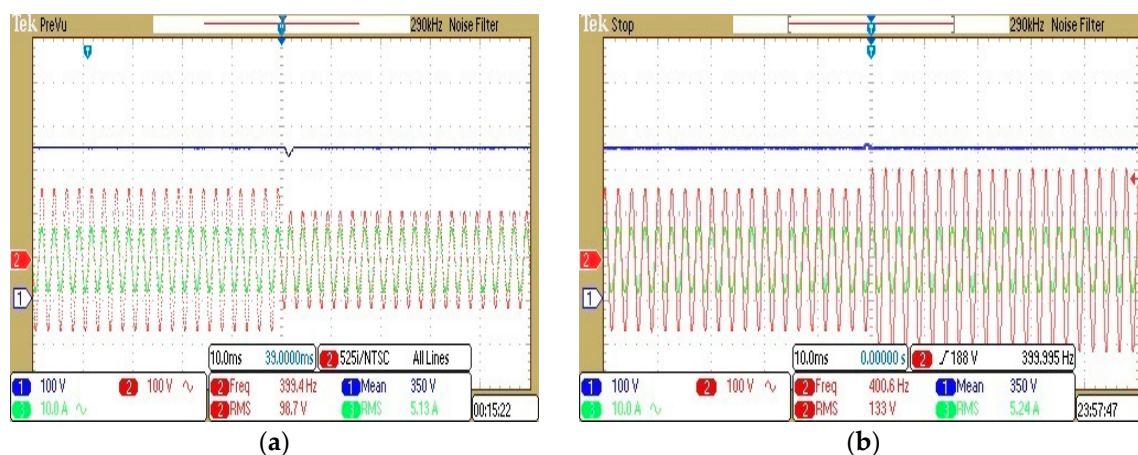 Tek PreVu 290kHz Noise Filter
2
1
10.0ms 39.0000ms 2 525i/NTSC All Lines
1 100 V 2 100 V 2 Freq 399.4 Hz 1 Mean 350 V
3 10.0 A 2 RMS 98.7 V 3 RMS 5.13 A 00:15:22
(a)
Tek Stop 290kHz Noise Filter
2
1
10.0ms 0.00000 s 2 188 V 399.995 Hz
1 100 V 2 100 V 2 Freq 400.6 Hz 1 Mean 350 V
3 10.0 A 2 RMS 133 V 3 RMS 5.24 A 23:57:47
(b)